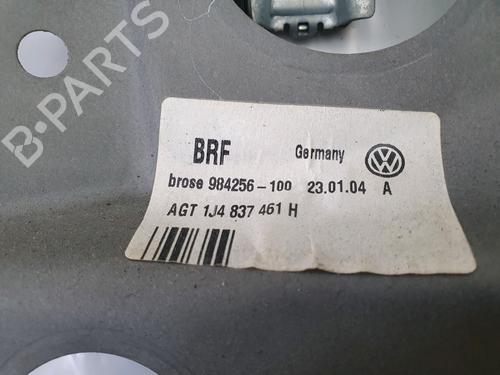 B-PARTS
BRF Germany
brose 984256-100 23.01.04 A
AGT 1J4 837 461 H